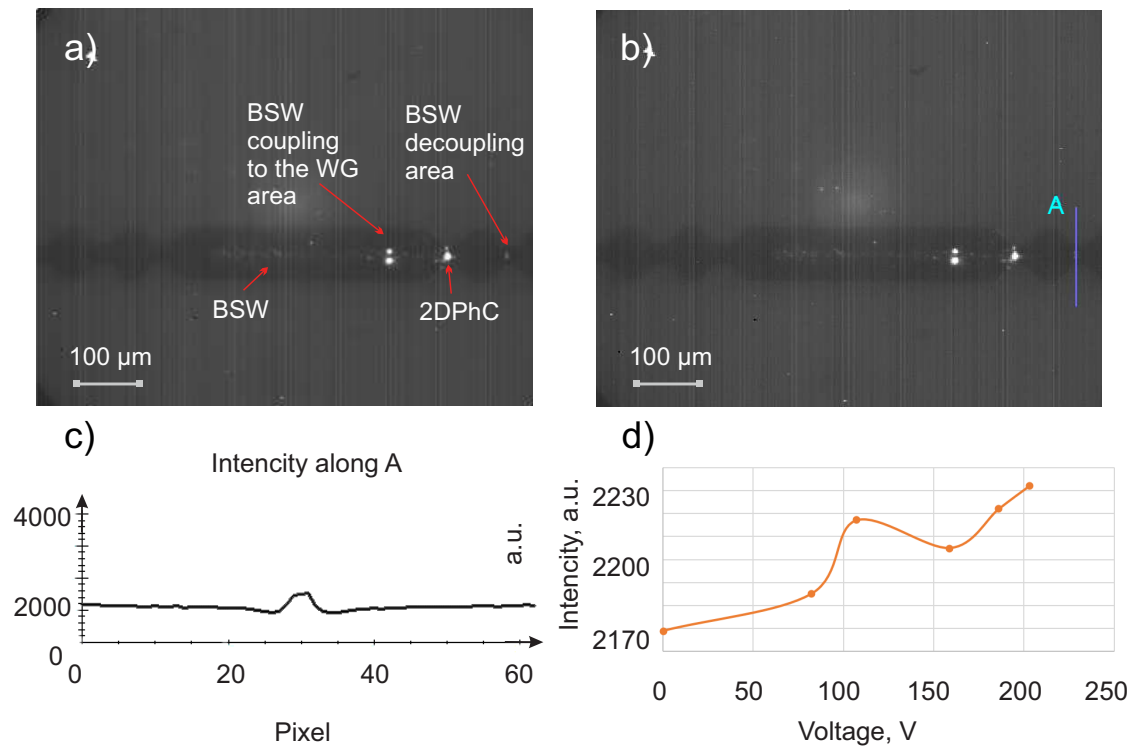 a)
BSW
coupling
to the WG
area
BSW
decoupling
area
BSW
2DPhC
100 µm
b)
A
100 µm
c)
Intencity along A
4000
2000
0
a.u.
0 20 40 60
Pixel
d)
Intencity, a.u.
2230
2200
2170
0 50 100 150 200 250
Voltage, V